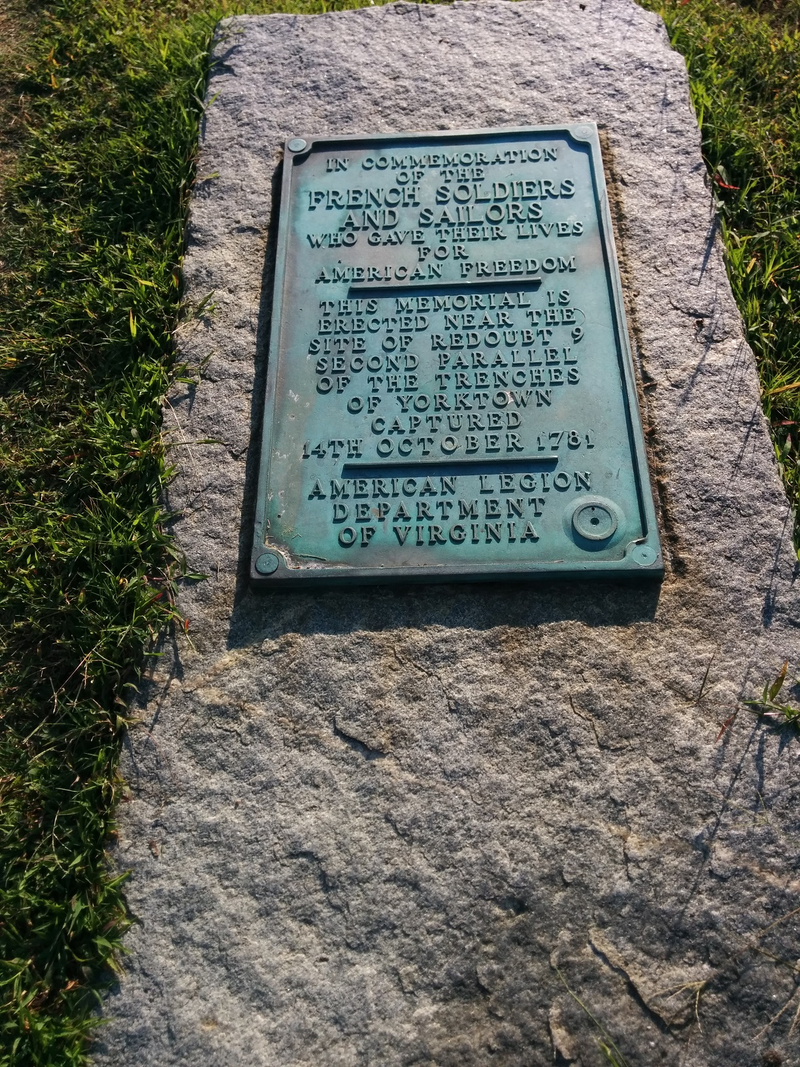 IN COMMEMORATION
OF THE
FRENCH SOLDIERS
AND SAILORS
WHO GAVE THEIR LIVES
FOR
AMERICAN FREEDOM
THIS MEMORIAL IS
ERECTED NEAR THE
SITE OF REDOUBT 9
SECOND PARALLEL
OF THE TRENCHES
OF YORKTOWN
CAPTURED
14TH OCTOBER 1781
AMERICAN LEGION
DEPARTMENT
OF VIRGINIA